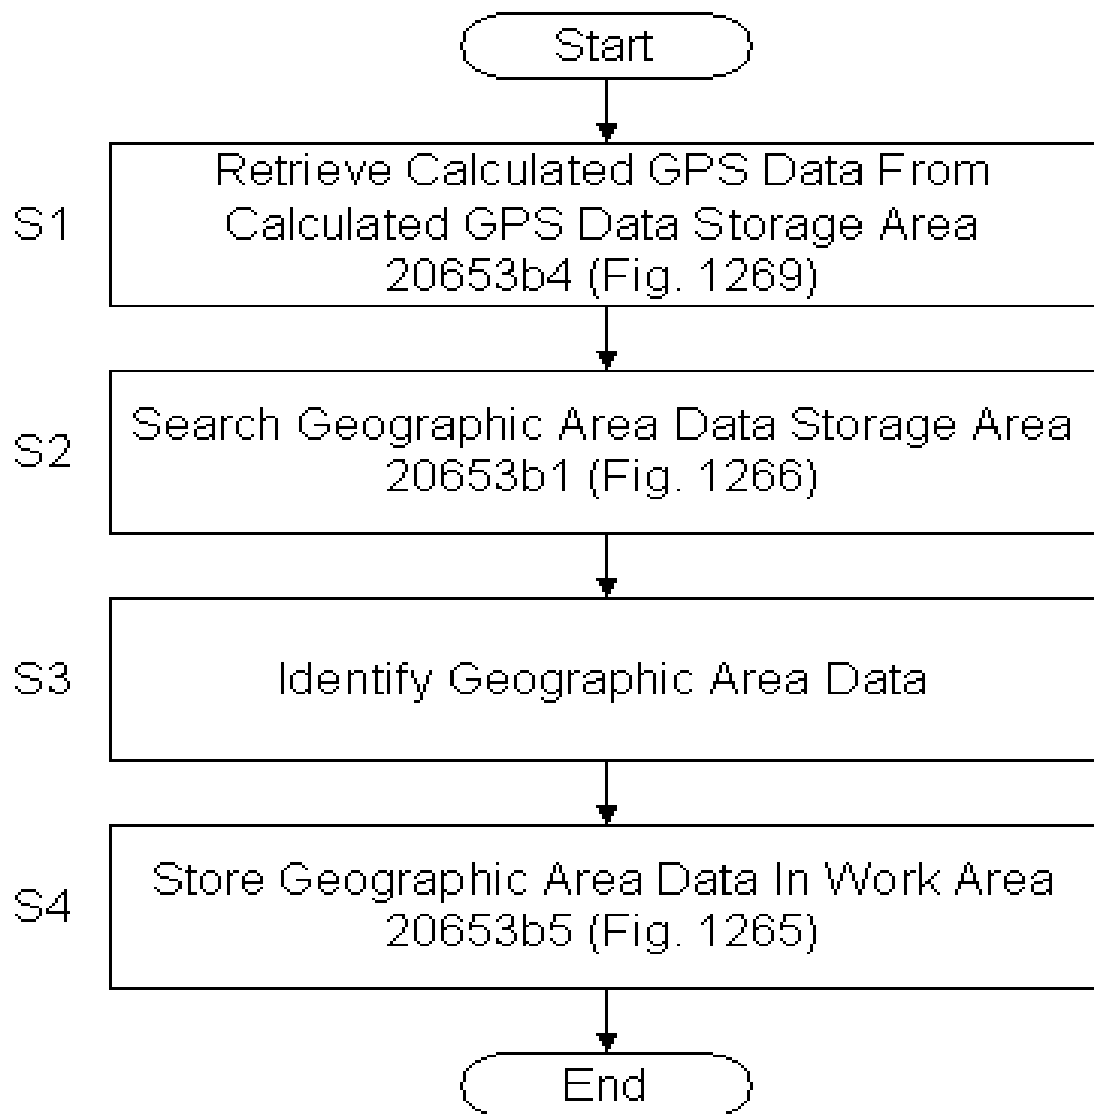 Start
S1
Retrieve Calculated GPS Data From
Calculated GPS Data Storage Area
20653b4 (Fig. 1269)
S2
Search Geographic Area Data Storage Area
20653b1 (Fig. 1266)
S3
Identify Geographic Area Data
S4
Store Geographic Area Data In Work Area
20653b5 (Fig. 1265)
End